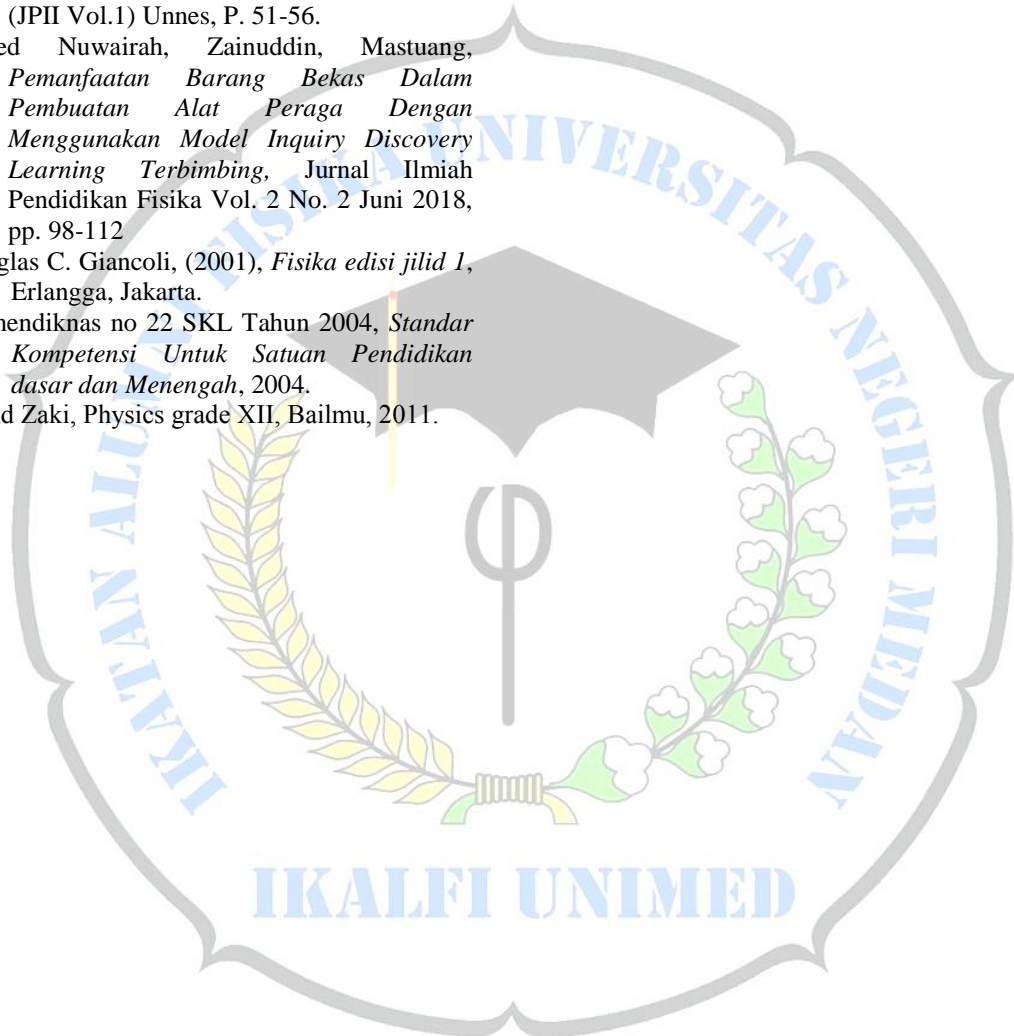 (JPII Vol.1) Unnes, P. 51-56.
ed Nuwairah, Zainuddin, Mastuang,
Pemanfaatan Barang Bekas Dalam
Pembuatan Alat Peraga Dengan
Menggunakan Model Inquiry Discovery
Learning Terbimbing, Jurnal Ilmiah
Pendidikan Fisika Vol. 2 No. 2 Juni 2018,
pp. 98-112
glas C. Giancoli, (2001), Fisika edisi jilid 1,
Erlangga, Jakarta.
nendiknas no 22 SKL Tahun 2004, Standar
Kompetensi Untuk Satuan Pendidikan
dasar dan Menengah, 2004.
d Zaki, Physics grade XII, Bailmu, 2011.
IKATAN ALUMNI FISIKA UNIVERSITAS NEGERI MEDAN
φ
IKALFI UNIMED